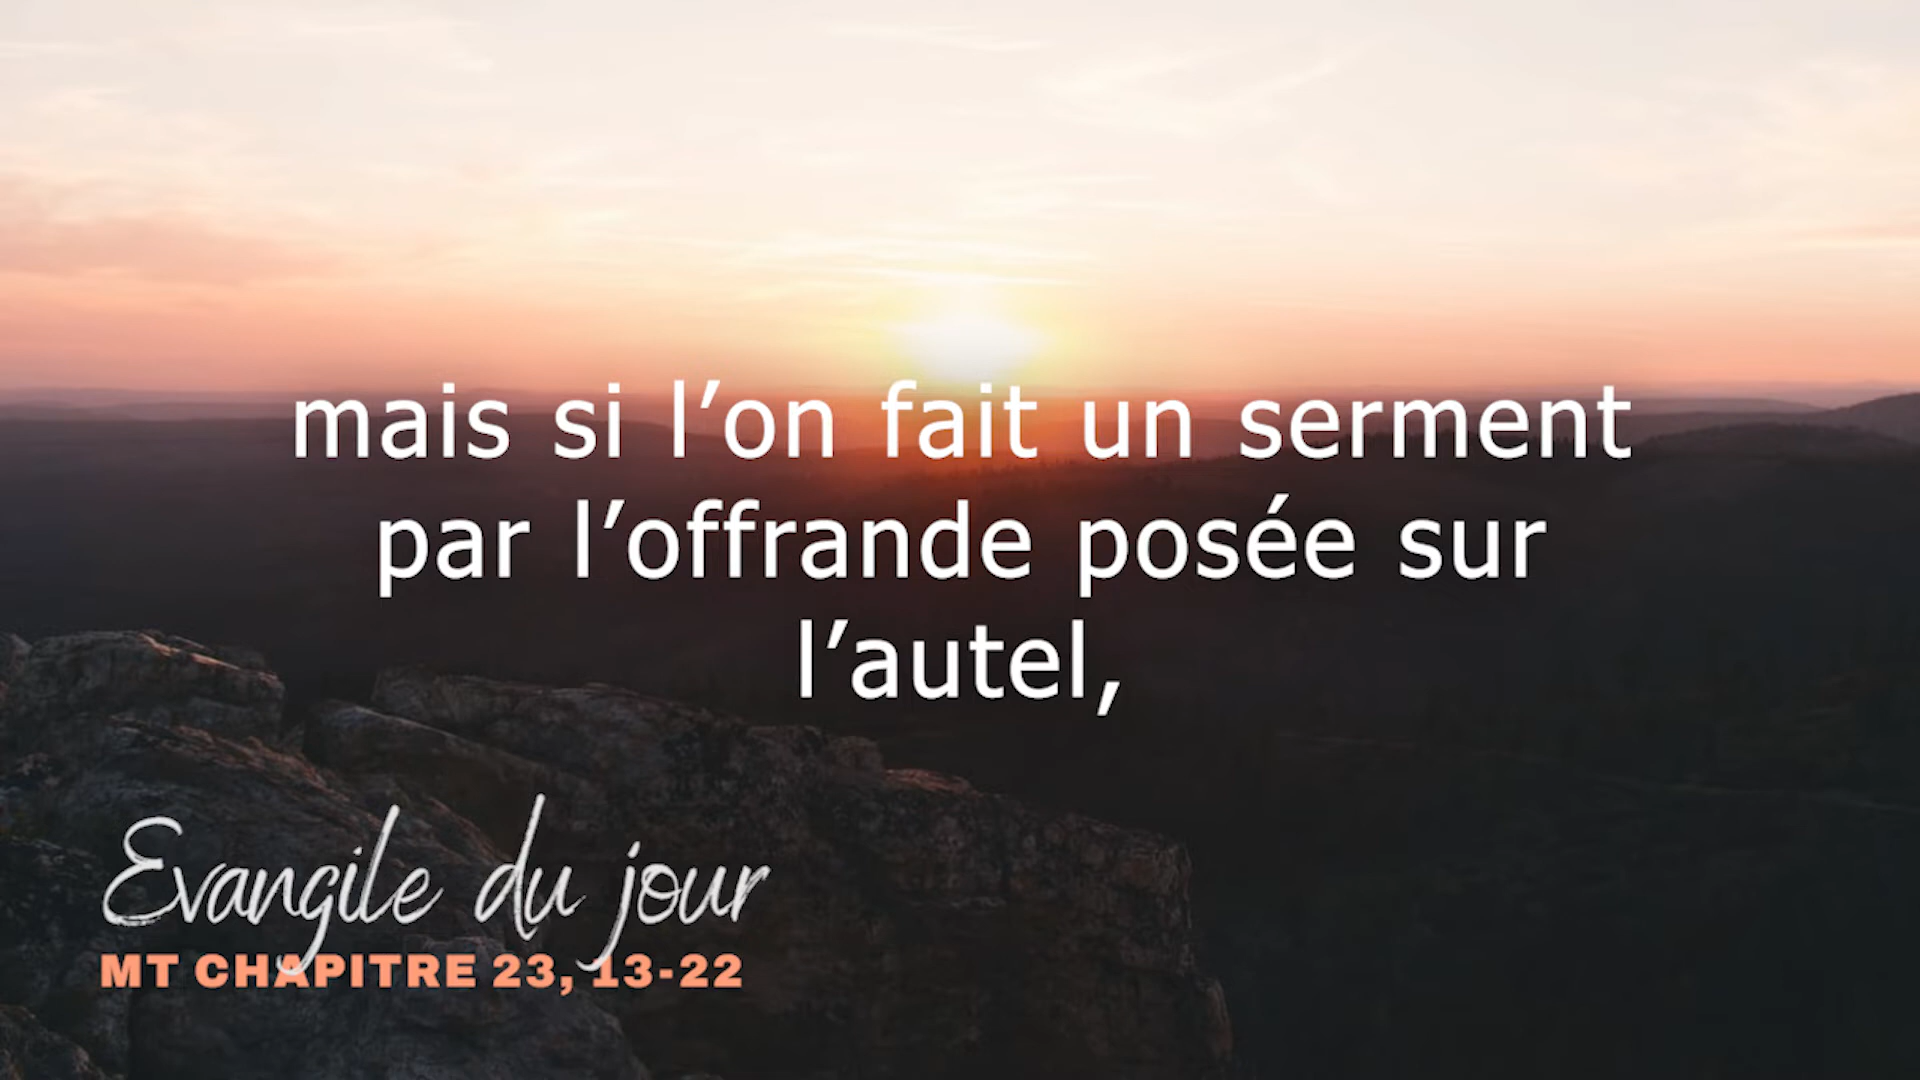 mais si l’on fait un serment
par l’offrande posée sur
l’autel,
Evangile du jour
MT CHAPITRE 23, 13-22